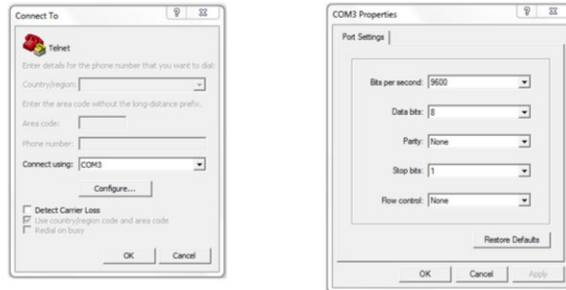 Connect To
Telnet
Enter details for the phone number that you want to dial:
Country/region:
Enter the area code without the long-distance prefix.
Area code:
Phone number:
Connect using: COM3
Configure...
Detect Carrier Loss
Use country/region code and area code
Redial on busy
OK Cancel
COM3 Properties
Port Settings
Bits per second: 9600
Data bits: 8
Parity: None
Stop bits: 1
Flow control: None
Restore Defaults
OK Cancel Apply